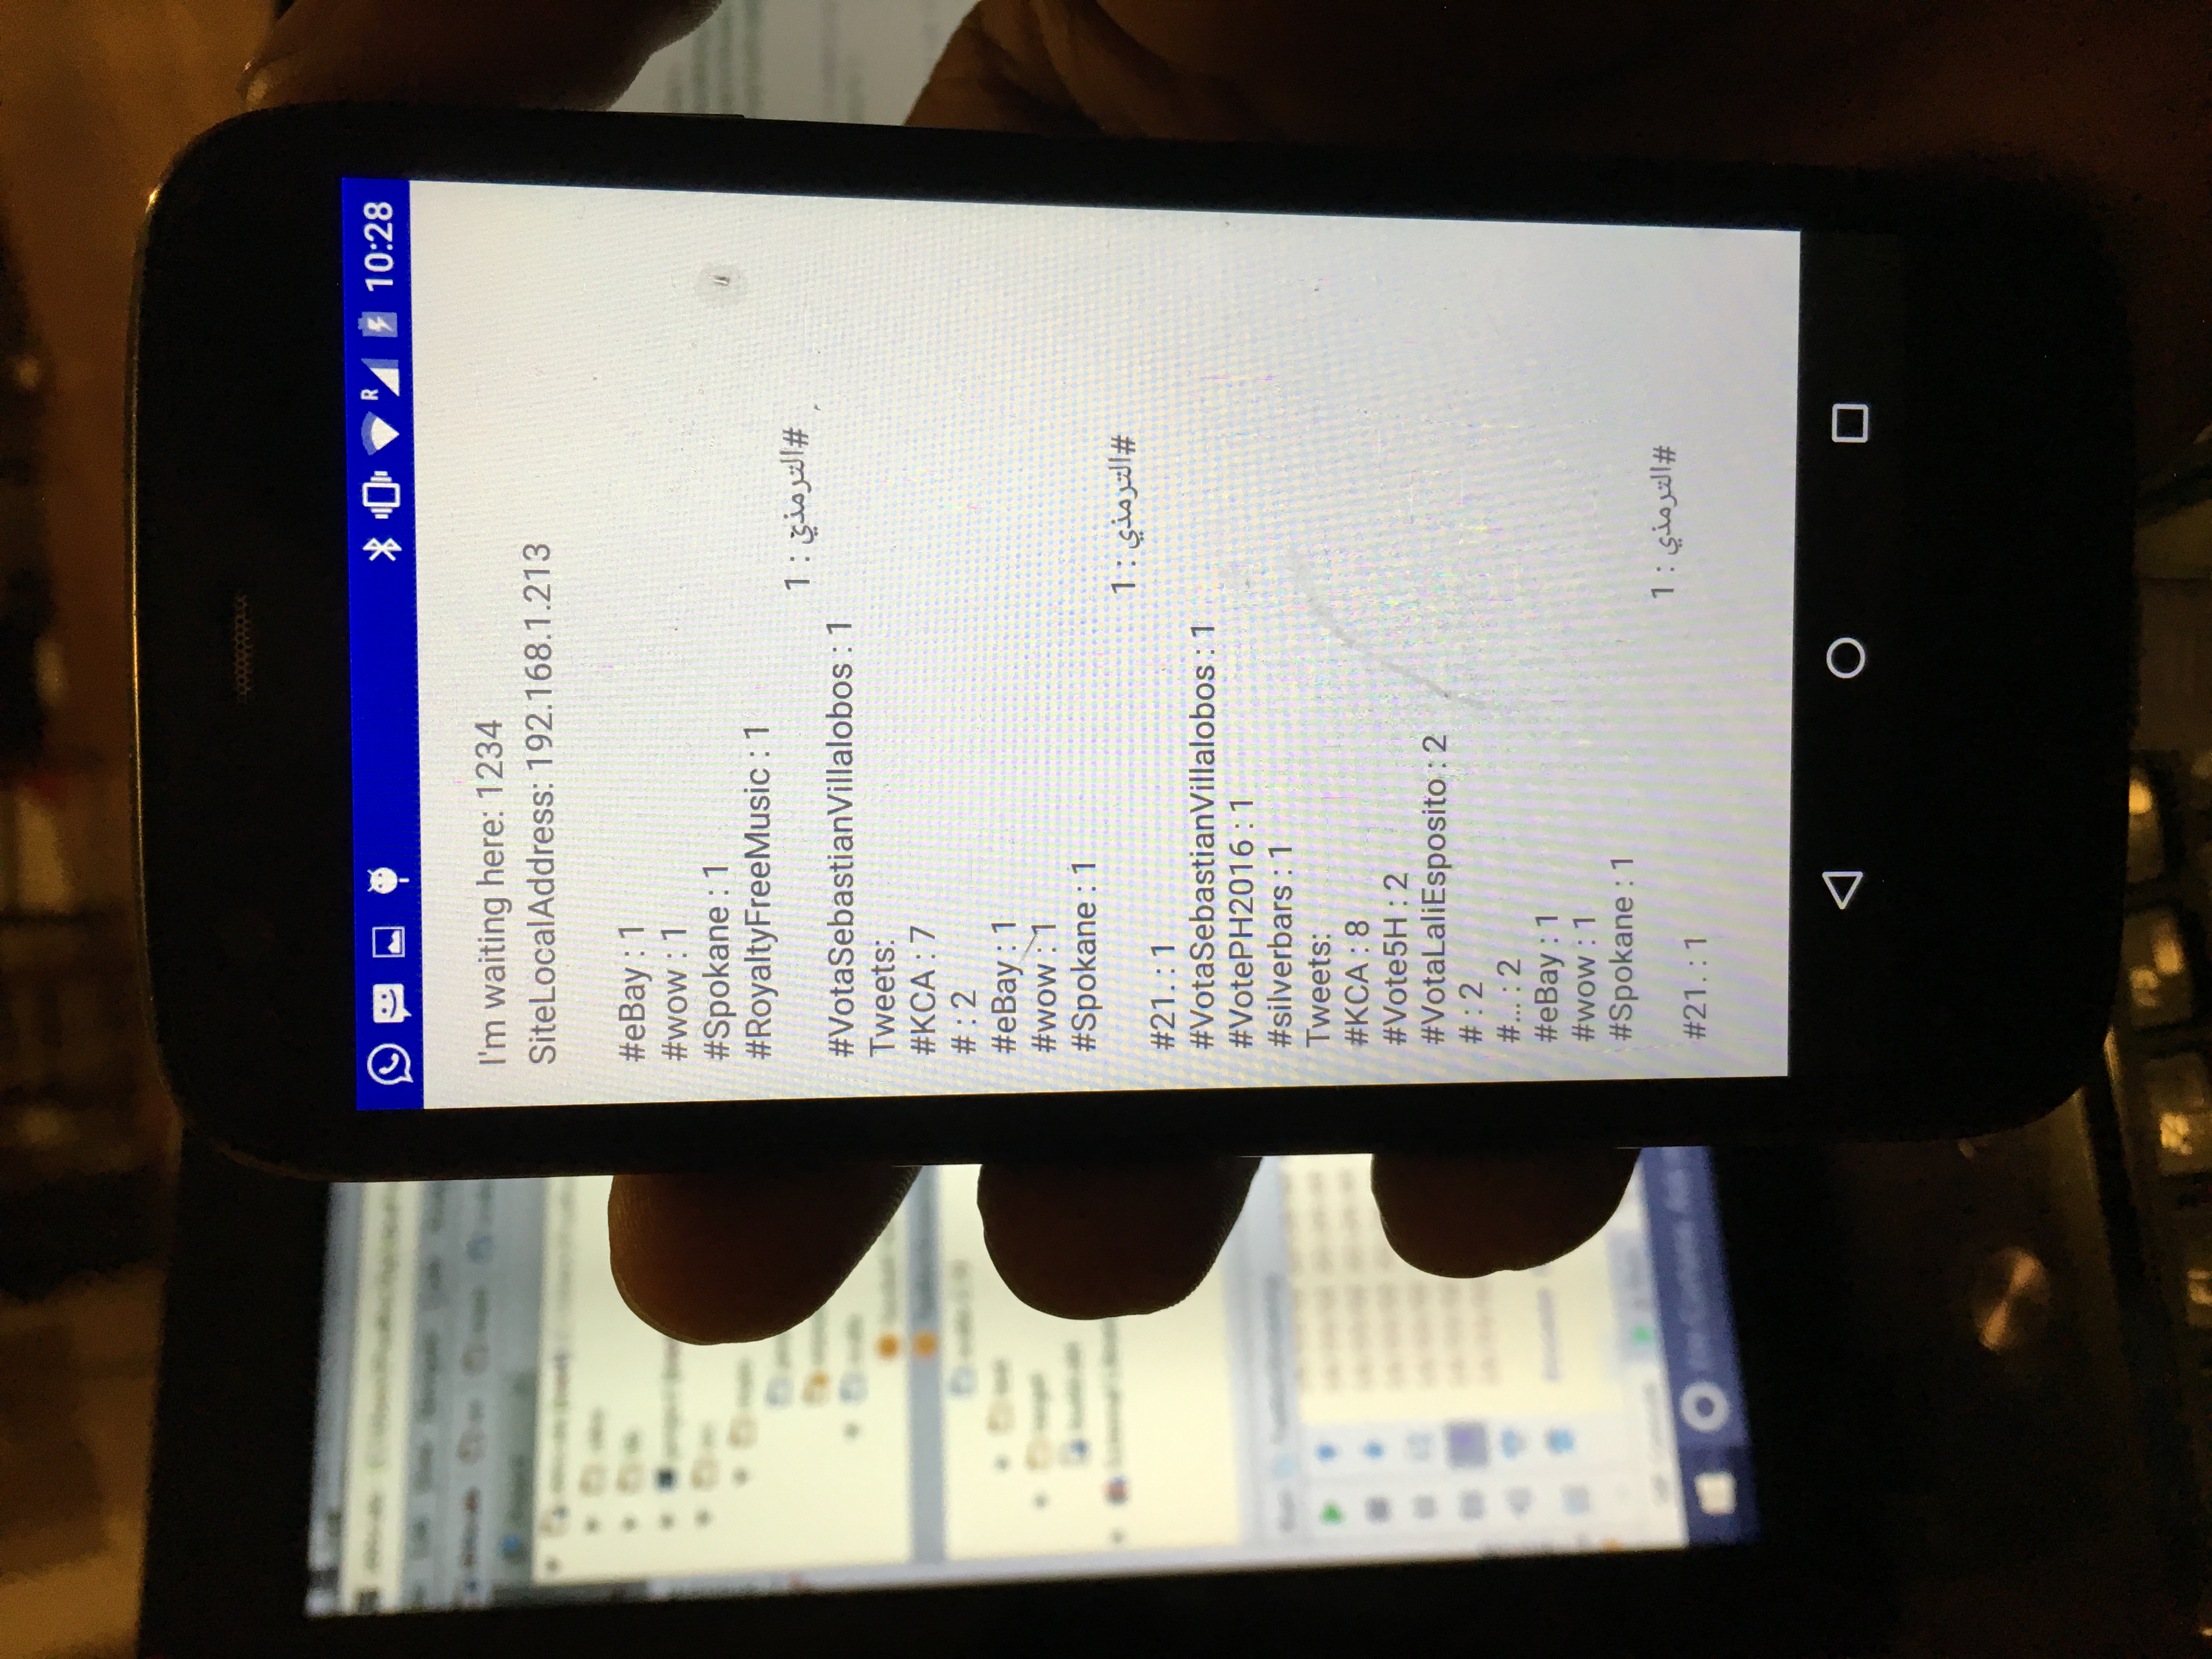 10:28
I'm waiting here: 1234
SiteLocalAddress: 192.168.1.213
#eBay : 1
#wow : 1
#Spokane : 1
#RoyaltyFreeMusic : 1
#الترمذي : 1
#VotaSebastianVillalobos : 1
Tweets:
#KCA : 7
# : 2
#eBay : 1
#wow : 1
#Spokane : 1
#الترمذي : 1
#21. : 1
#VotaSebastianVillalobos : 1
#VotePH2016 : 1
#silverbars : 1
Tweets:
#KCA : 8
#Vote5H : 2
#VotaLaliEsposito : 2
# : 2
#... : 2
#eBay : 1
#wow : 1
#Spokane : 1
#الترمذي : 1
#21. : 1